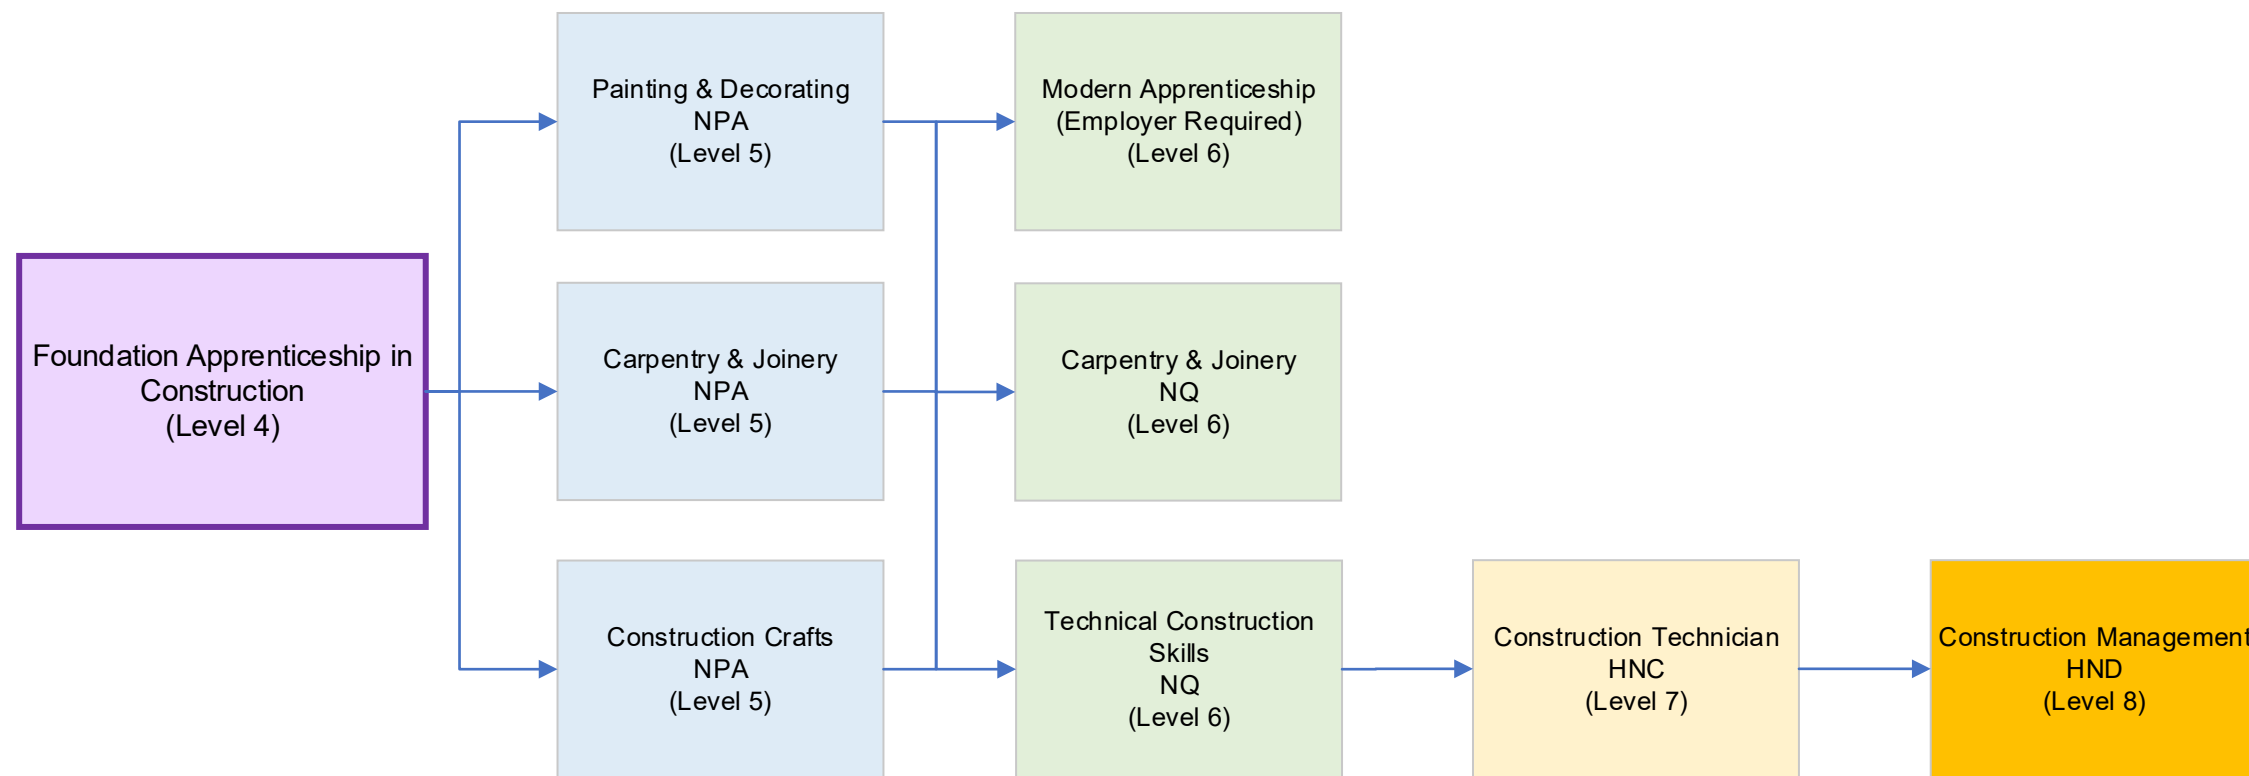 Painting & Decorating
NPA
(Level 5)
Modern Apprenticeship
(Employer Required)
(Level 6)
Foundation Apprenticeship in
Construction
(Level 4)
Carpentry & Joinery
NPA
(Level 5)
Carpentry & Joinery
NQ
(Level 6)
Construction Crafts
NPA
(Level 5)
Technical Construction
Skills
NQ
(Level 6)
Construction Technician
HNC
(Level 7)
Construction Management
HND
(Level 8)